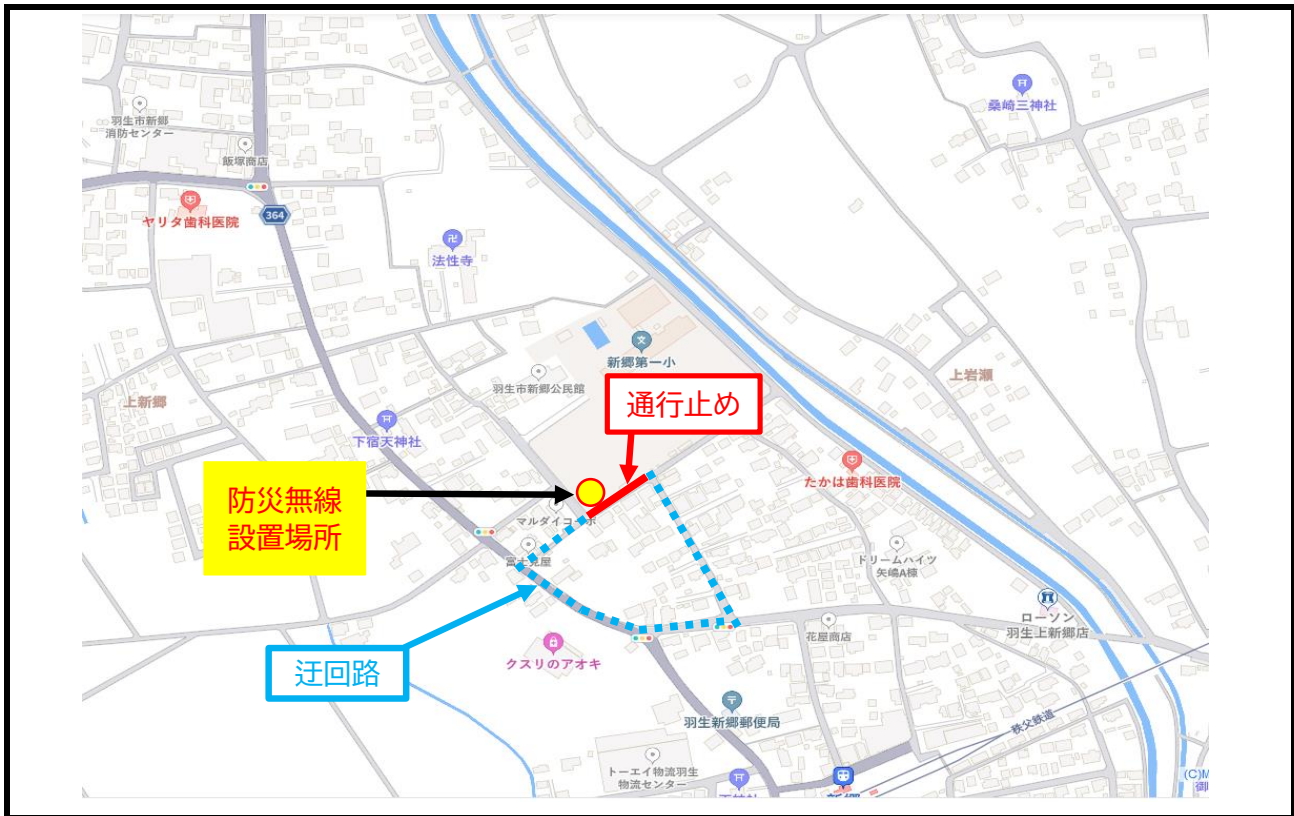 桑崎三神社
羽生市新郷
消防センター
飯塚商店
ヤリタ歯科医院
364
法性寺
新郷第一小
羽生市新郷公民館
上岩瀬
上新郷
通行止め
下宿天神社
たかは歯科医院
防災無線
設置場所
マルダイコーポ
富士見屋
ドリームハイツ
矢嶋A棟
ローソン
羽生上新郷店
花屋商店
迂回路
クスリのアオキ
羽生新郷郵便局
秩父鉄道
トーエイ物流羽生
物流センター
(C)M